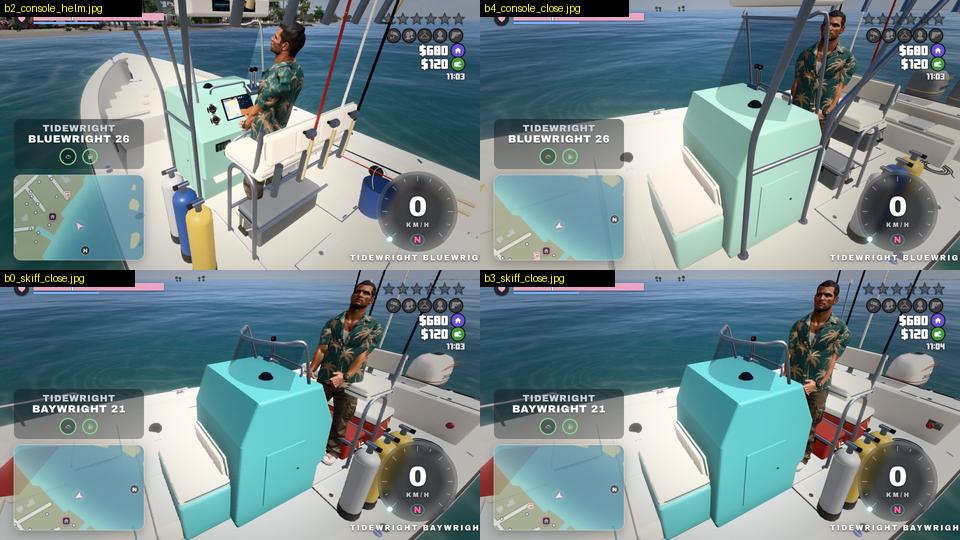 b2_console_helm.jpg
$680
$120
11:03
TIDEWRIGHT
BLUEWRIGHT 26
N
0
KM/H
N
TIDEWRIGHT BLUEWRIG
b4_console_close.jpg
$680
$120
11:03
TIDEWRIGHT
BLUEWRIGHT 26
N
0
KM/H
N
TIDEWRIGHT BLUEWRIG
b0_skiff_close.jpg
$680
$120
11:03
TIDEWRIGHT
BAYWRIGHT 21
N
0
KM/H
N
TIDEWRIGHT BAYWRIGH
b3_skiff_close.jpg
$680
$120
11:04
TIDEWRIGHT
BAYWRIGHT 21
N
0
KM/H
N
TIDEWRIGHT BAYWRIGH